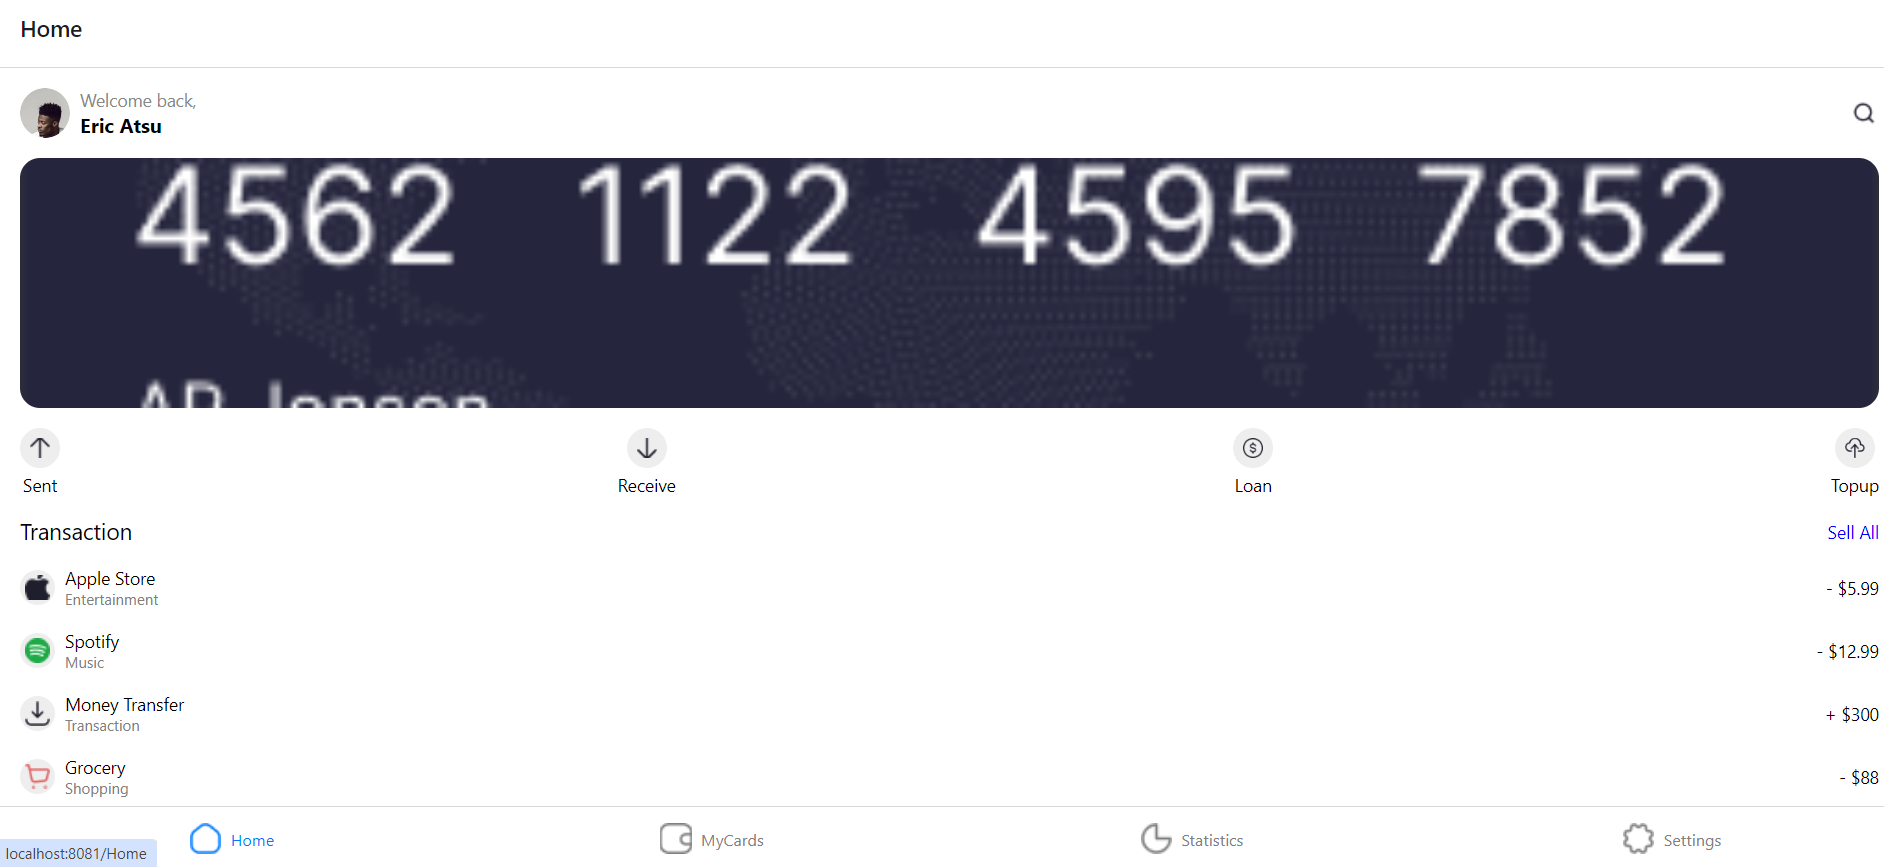 Home
Welcome back,
Eric Atsu
4562 1122 4595 7852
AR Jonson
Sent Receive Loan Topup
Transaction Sell All
Apple Store
Entertainment
- $5.99
Spotify
Music
- $12.99
Money Transfer
Transaction
+ $300
Grocery
Shopping
- $88
Home MyCards Statistics Settings
localhost:8081/Home